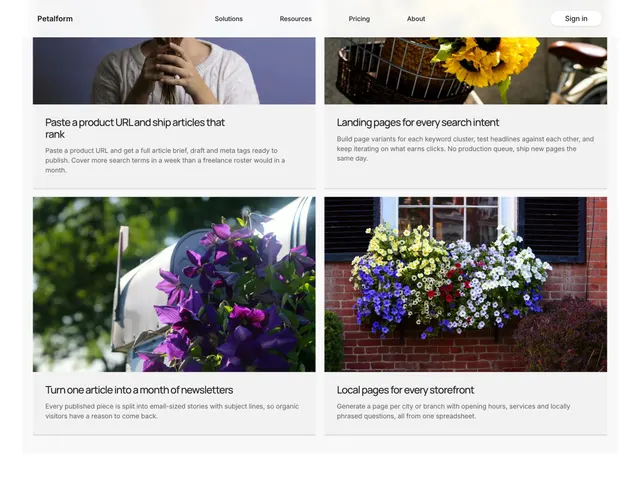 Petalform
Solutions
Resources
Pricing
About
Sign in
Paste a product URL and ship articles that
rank
Paste a product URL and get a full article brief, draft and meta tags ready to
publish. Cover more search terms in a week than a freelance roster would in a
month.
Landing pages for every search intent
Build page variants for each keyword cluster, test headlines against each other, and
keep iterating on what earns clicks. No production queue, ship new pages the
same day.
Turn one article into a month of newsletters
Every published piece is split into email-sized stories with subject lines, so organic
visitors have a reason to come back.
Local pages for every storefront
Generate a page per city or branch with opening hours, services and locally
phrased questions, all from one spreadsheet.